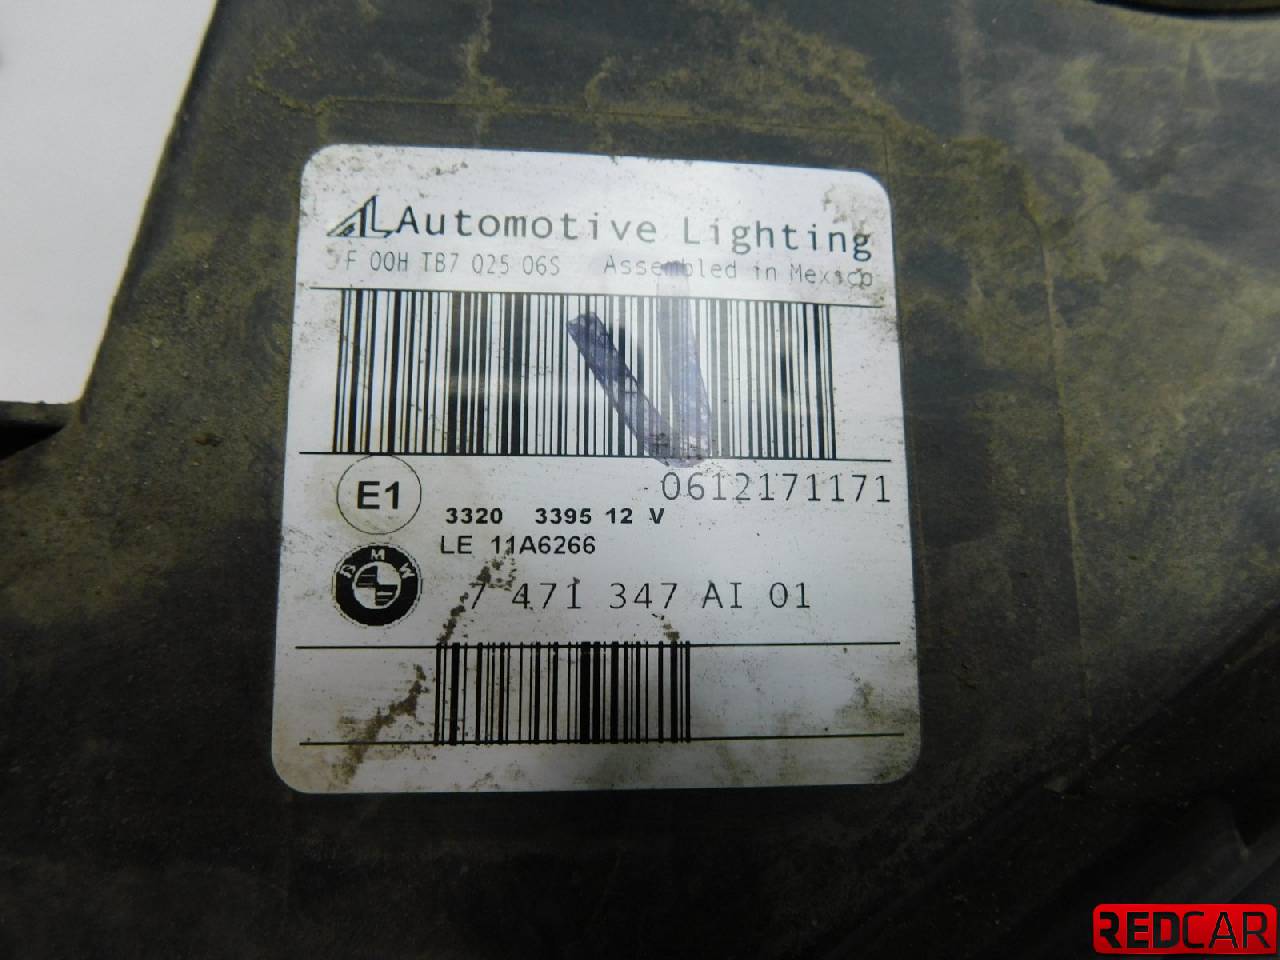 AL Automotive Lighting
F 00H TB7 025 06S Assembled in Mexico
0612171171
E1
3320 3395 12 V
LE 11A6266
BMW
7 471 347 AI 01
REDCAR